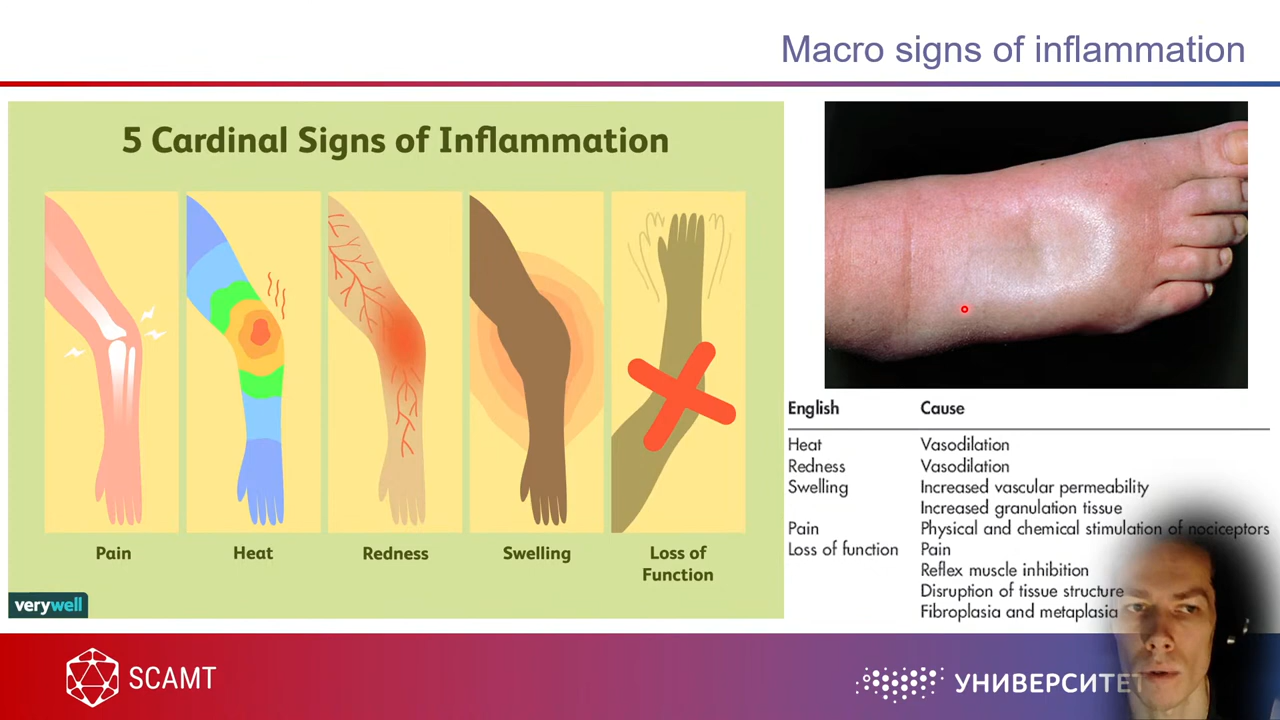 Macro signs of inflammation
5 Cardinal Signs of Inflammation
Pain
Heat
Redness
Swelling
Loss of
Function
verywell
English Cause
Heat Vasodilation
Redness Vasodilation
Swelling Increased vascular permeability
Increased granulation tissue
Pain Physical and chemical stimulation of nociceptors
Loss of function Pain
Reflex muscle inhibition
Disruption of tissue structure
Fibroplasia and metaplasia
SCAMT
УНИВЕРСИТЕТ